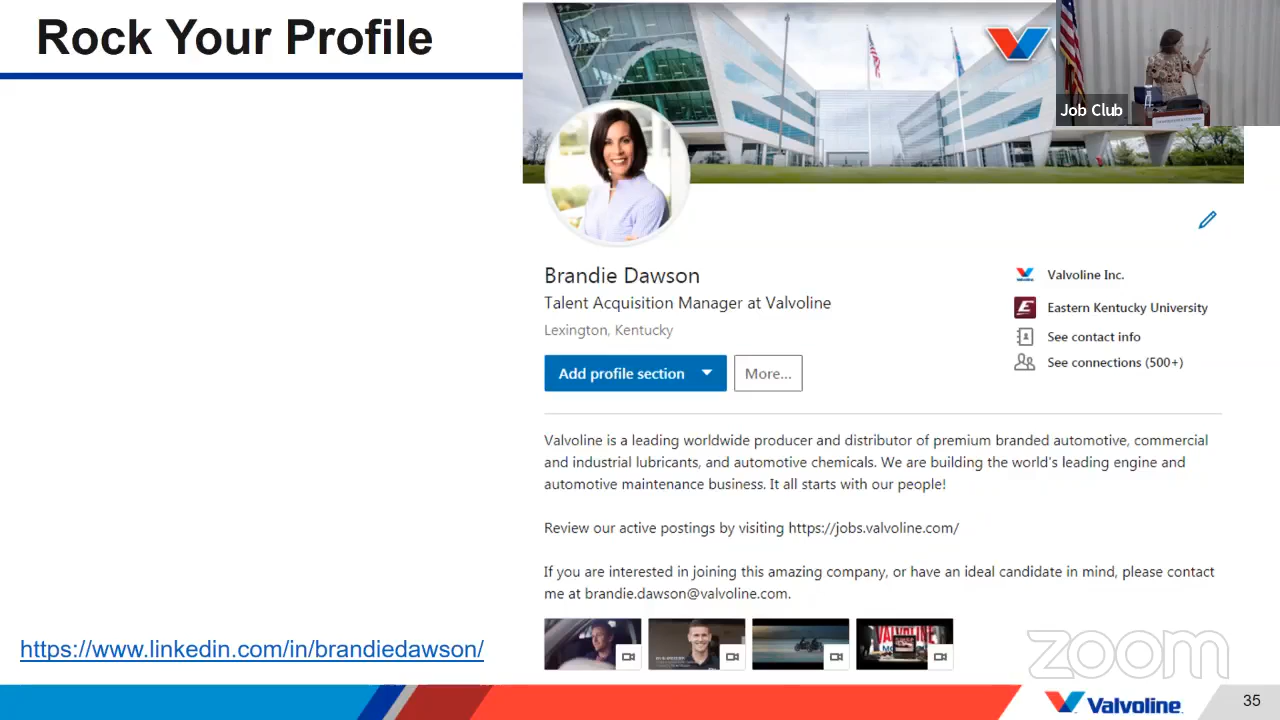 Rock Your Profile
Job Club
Brandie Dawson
Talent Acquisition Manager at Valvoline
Lexington, Kentucky
Add profile section
More...
Valvoline Inc.
Eastern Kentucky University
See contact info
See connections (500+)
Valvoline is a leading worldwide producer and distributor of premium branded automotive, commercial
and industrial lubricants, and automotive chemicals. We are building the world's leading engine and
automotive maintenance business. It all starts with our people!
Review our active postings by visiting https://jobs.valvoline.com/
If you are interested in joining this amazing company, or have an ideal candidate in mind, please contact
me at brandie.dawson@valvoline.com.
VALVOLINE
https://www.linkedin.com/in/brandiedawson/
zoom
Valvoline
35